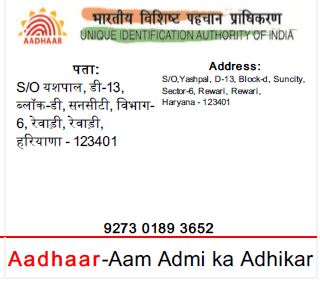 भारतीय विशिष्ट पहचान प्राधिकरण
AADHAAR
UNIQUE IDENTIFICATION AUTHORITY OF INDIA
पता:
S/O यशपाल, डी-13,
ब्लॉक-डी, सनसीटी, विभाग-
6, रेवाड़ी, रेवाड़ी,
हरियाणा - 123401
Address:
S/O,Yashpal, D-13, Block-d, Suncity,
Sector-6, Rewari, Rewari,
Haryana - 123401
9273 0189 3652
Aadhaar-Aam Admi ka Adhikar